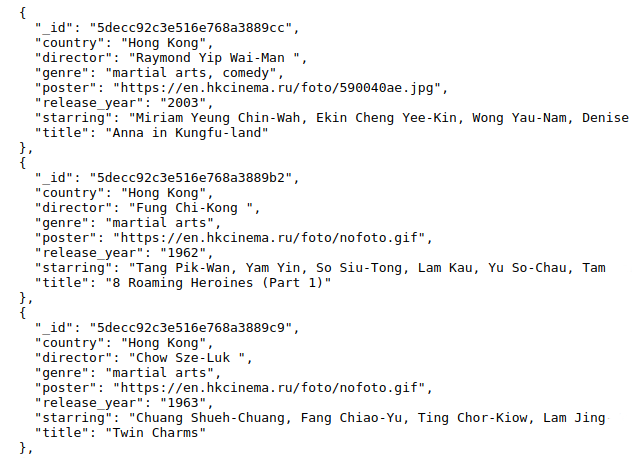 {
"_id": "5decc92c3e516e768a3889cc",
"country": "Hong Kong",
"director": "Raymond Yip Wai-Man ",
"genre": "martial arts, comedy",
"poster": "https://en.hkcinema.ru/foto/590040ae.jpg",
"release_year": "2003",
"starring": "Miriam Yeung Chin-Wah, Ekin Cheng Yee-Kin, Wong Yau-Nam, Denise
"title": "Anna in Kungfu-land"
},
{
"_id": "5decc92c3e516e768a3889b2",
"country": "Hong Kong",
"director": "Fung Chi-Kong ",
"genre": "martial arts",
"poster": "https://en.hkcinema.ru/foto/nofoto.gif",
"release_year": "1962",
"starring": "Tang Pik-Wan, Yam Yin, So Siu-Tong, Lam Kau, Yu So-Chau, Tam
"title": "8 Roaming Heroines (Part 1)"
},
{
"_id": "5decc92c3e516e768a3889c9",
"country": "Hong Kong",
"director": "Chow Sze-Luk ",
"genre": "martial arts",
"poster": "https://en.hkcinema.ru/foto/nofoto.gif",
"release_year": "1963",
"starring": "Chuang Shueh-Chuang, Fang Chiao-Yu, Ting Chor-Kiow, Lam Jing
"title": "Twin Charms"
},